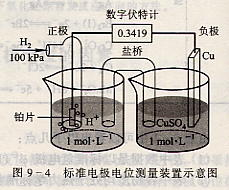 数字伏特计
正极
负极
H₂
0.3419
100 kPa
盐桥
Cu
铂片
H⁺
CuSO₄
1 mol·L⁻¹
1 mol·L⁻¹
图 9-4 标准电极电位测量装置示意图